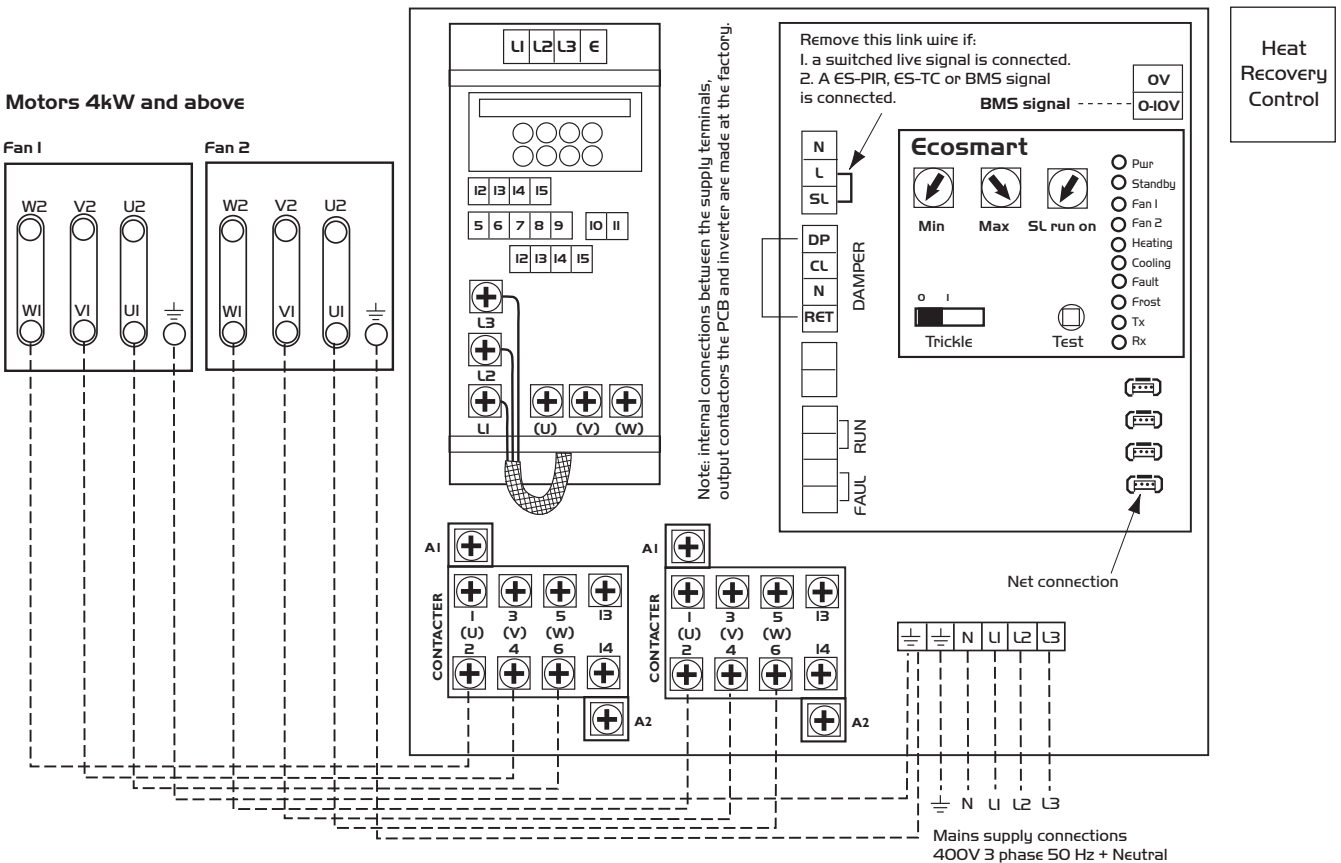 Motors 4kW and above
Fan 1
W2 V2 U2
W1 V1 U1
Fan 2
W2 V2 U2
W1 V1 U1
L1 L2 L3 E
12 13 14 15
5 6 7 8 9 10 11
12 13 14 15
L3
L2
L1
(U) (V) (W)
Note: internal connections between the supply terminals,
output contactors the PCB and inverter are made at the factory.
Remove this link wire if:
1. a switched live signal is connected.
2. A ES-PIR, ES-TC or BMS signal
is connected.
BMS signal
0V
0-10V
Heat
Recovery
Control
N
L
SL
DP
CL
N
RET
DAMPER
RUN
FAUL
Ecosmart
Min Max SL run on
0 1
Trickle
Test
Pwr
Standby
Fan 1
Fan 2
Heating
Cooling
Fault
Frost
Tx
Rx
Net connection
A1
CONTACTER
1 3 5 13
(U) (V) (W)
2 4 6 14
A2
A1
CONTACTER
1 3 5 13
(U) (V) (W)
2 4 6 14
A2
N L1 L2 L3
N L1 L2 L3
Mains supply connections
400V 3 phase 50 Hz + Neutral